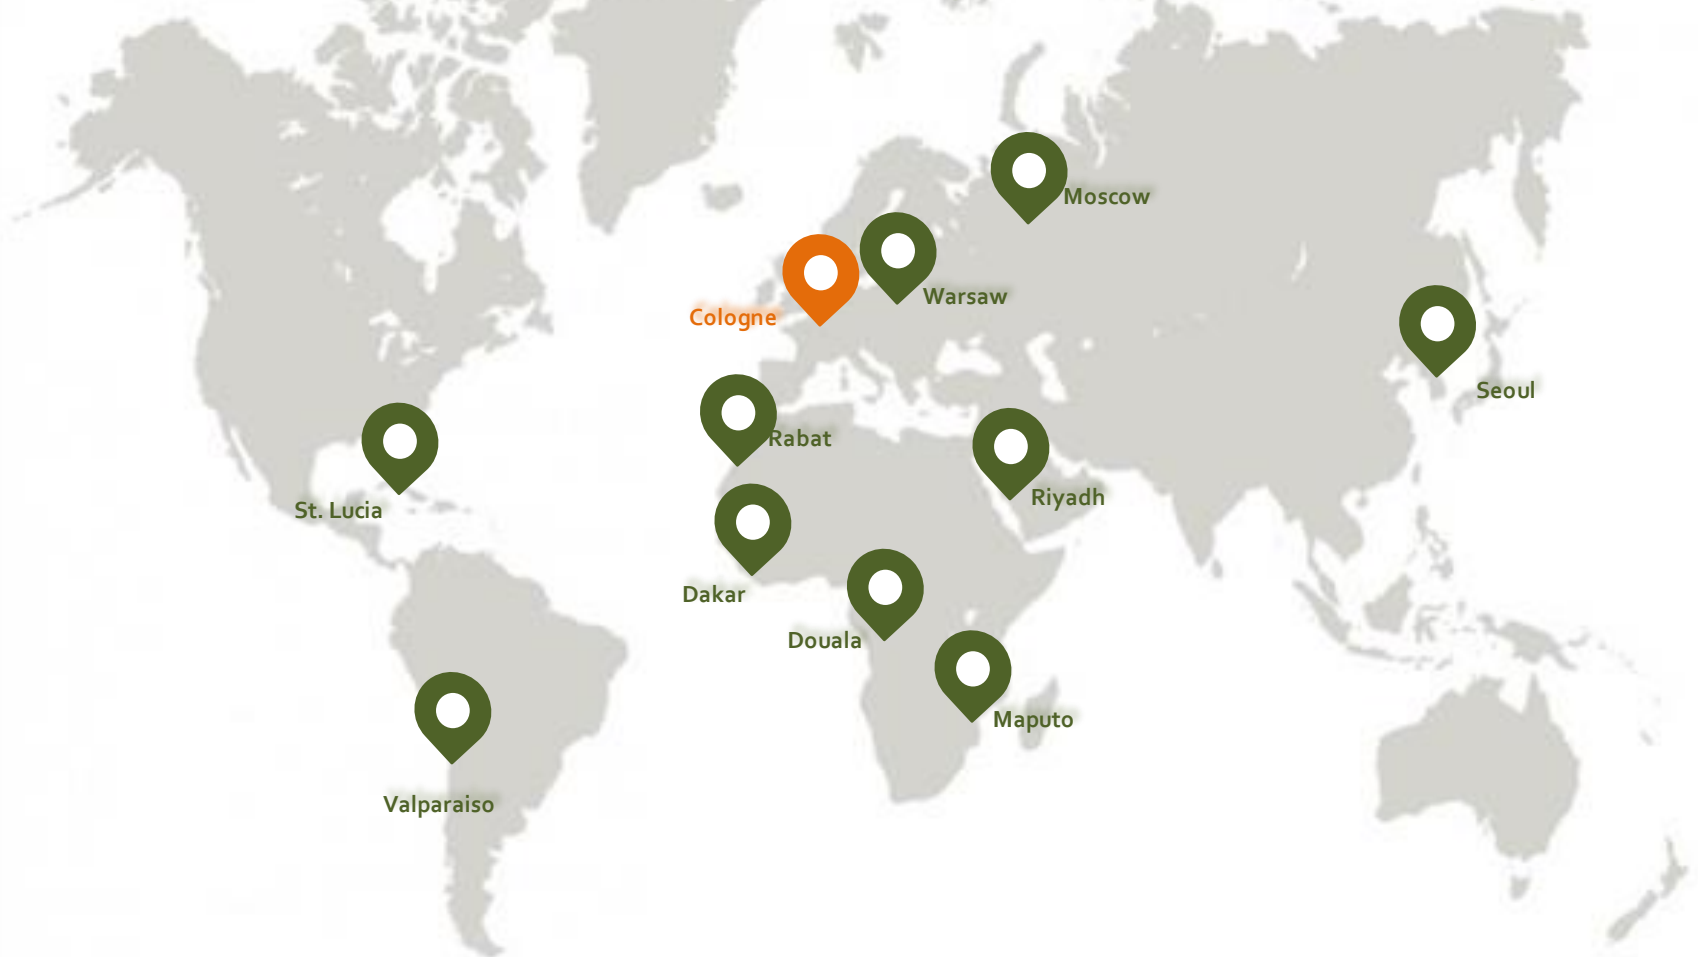 Moscow
Warsaw
Cologne
Seoul
Rabat
Riyadh
St. Lucia
Dakar
Douala
Maputo
Valparaiso